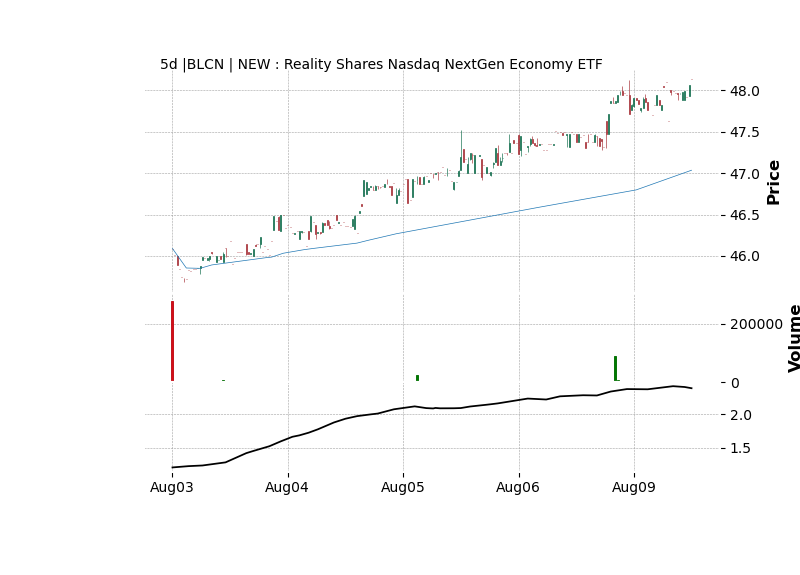 5d |BLCN | NEW : Reality Shares Nasdaq NextGen Economy ETF
48.0
47.5
47.0
46.5
46.0
Price
200000
0
Volume
2.0
1.5
Aug03 Aug04 Aug05 Aug06 Aug09